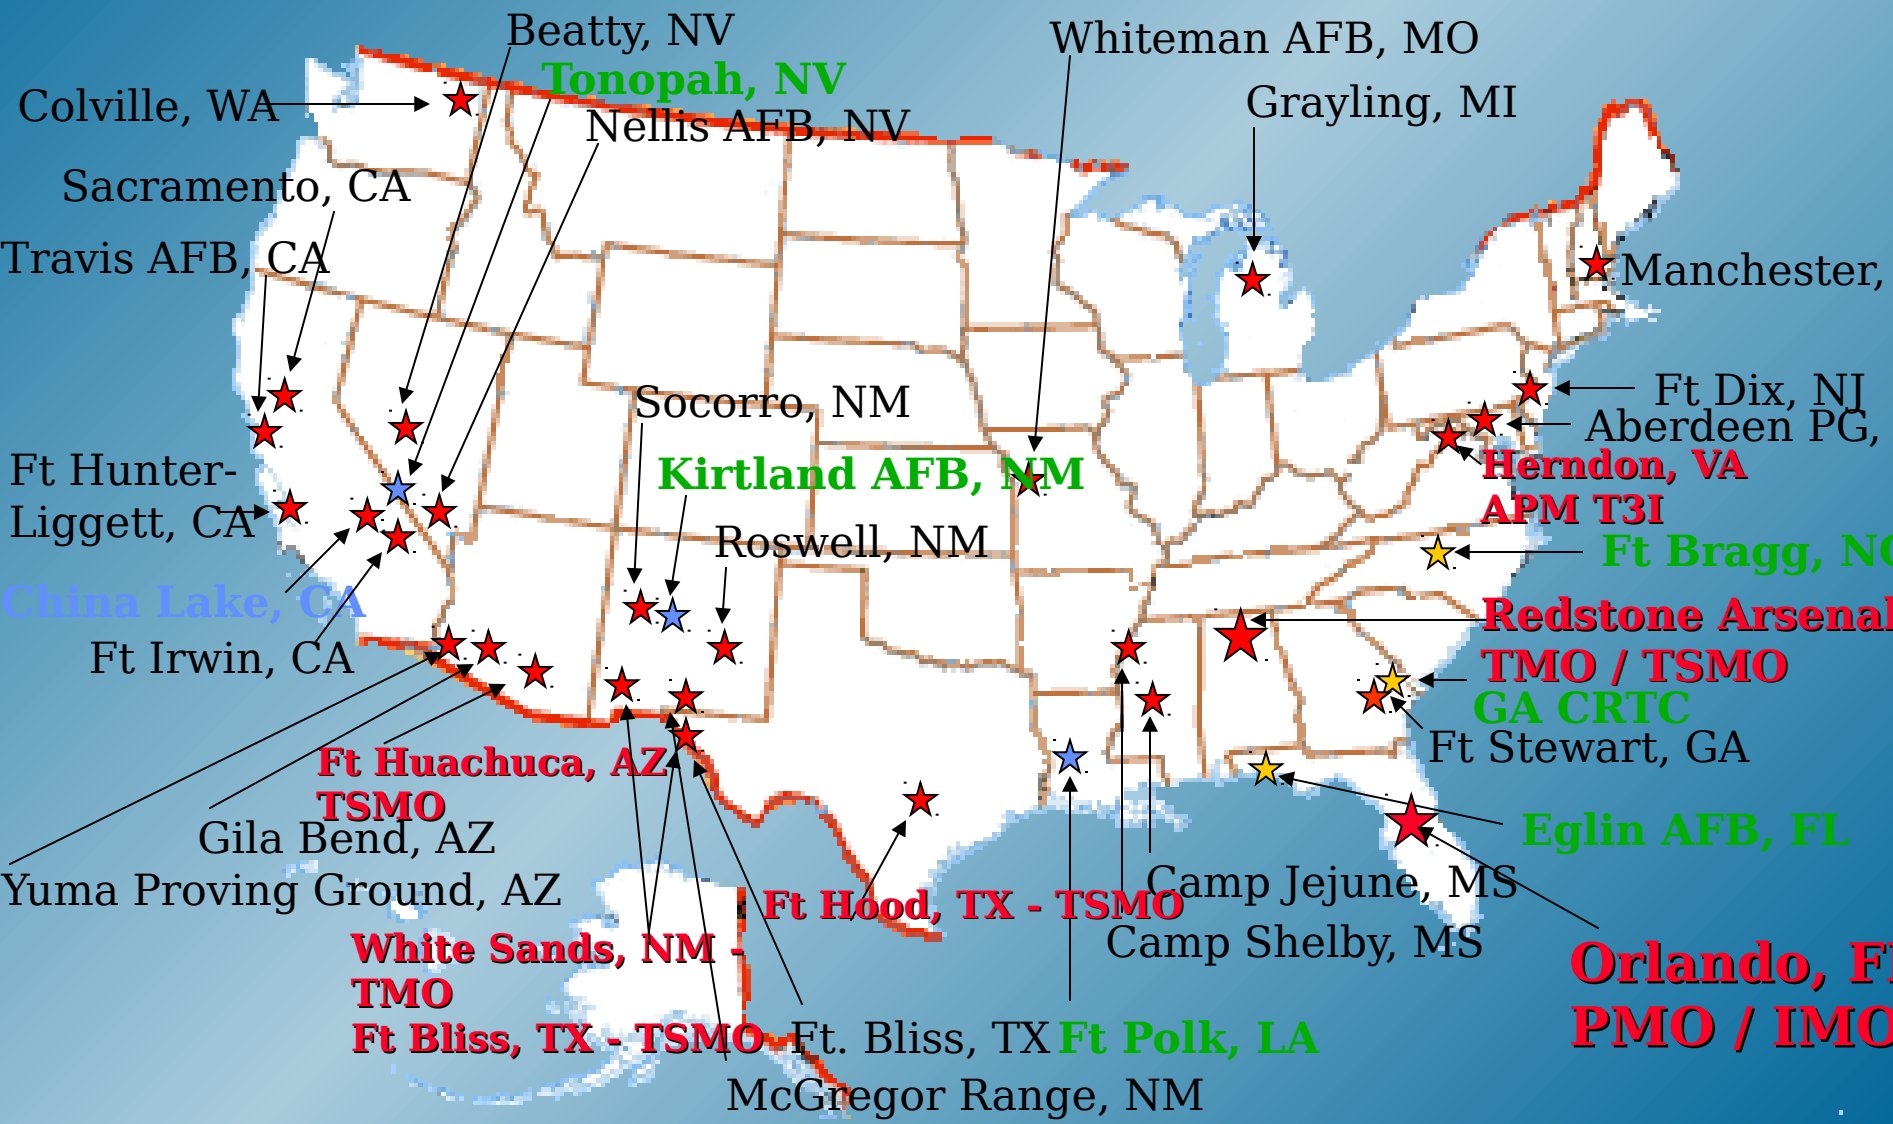 Beatty, NV
Tonopah, NV
Nellis AFB, NV
Whiteman AFB, MO
Colville, WA
Grayling, MI
Sacramento, CA
Travis AFB, CA
Manchester,
Socorro, NM
Ft Dix, NJ
Aberdeen PG,
Ft Hunter-
Liggett, CA
Kirtland AFB, NM
Herndon, VA
APM T3I
Roswell, NM
Ft Bragg, NC
China Lake, CA
Redstone Arsenal
TMO / TSMO
Ft Irwin, CA
GA CRTC
Ft Stewart, GA
Ft Huachuca, AZ
TSMO
Gila Bend, AZ
Eglin AFB, FL
Yuma Proving Ground, AZ
Camp Jejune, MS
Ft Hood, TX - TSMO
Camp Shelby, MS
White Sands, NM -
TMO
Ft Bliss, TX - TSMO
Orlando, FL
PMO / IMO
Ft. Bliss, TX
Ft Polk, LA
McGregor Range, NM